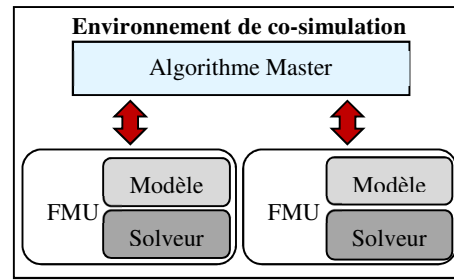 Environnement de co-simulation
Algorithme Master
Modèle
FMU
Solveur
Modèle
FMU
Solveur